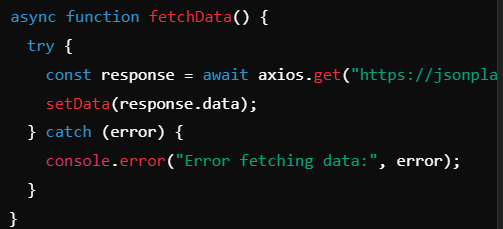 async function fetchData() {
try {
const response = await axios.get("https://jsonpla
setData(response.data);
} catch (error) {
console.error("Error fetching data:", error);
}
}